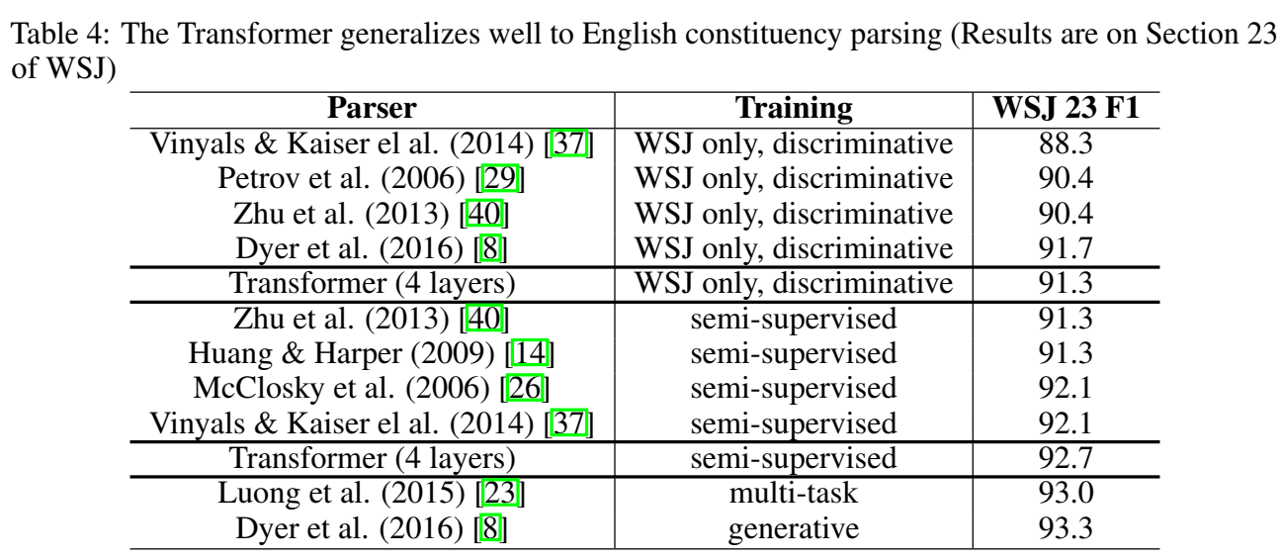 Table 4: The Transformer generalizes well to English constituency parsing (Results are on Section 23
of WSJ)
Parser Training WSJ 23 F1
Vinyals & Kaiser el al. (2014) [37] WSJ only, discriminative 88.3
Petrov et al. (2006) [29] WSJ only, discriminative 90.4
Zhu et al. (2013) [40] WSJ only, discriminative 90.4
Dyer et al. (2016) [8] WSJ only, discriminative 91.7
Transformer (4 layers) WSJ only, discriminative 91.3
Zhu et al. (2013) [40] semi-supervised 91.3
Huang & Harper (2009) [14] semi-supervised 91.3
McClosky et al. (2006) [26] semi-supervised 92.1
Vinyals & Kaiser el al. (2014) [37] semi-supervised 92.1
Transformer (4 layers) semi-supervised 92.7
Luong et al. (2015) [23] multi-task 93.0
Dyer et al. (2016) [8] generative 93.3